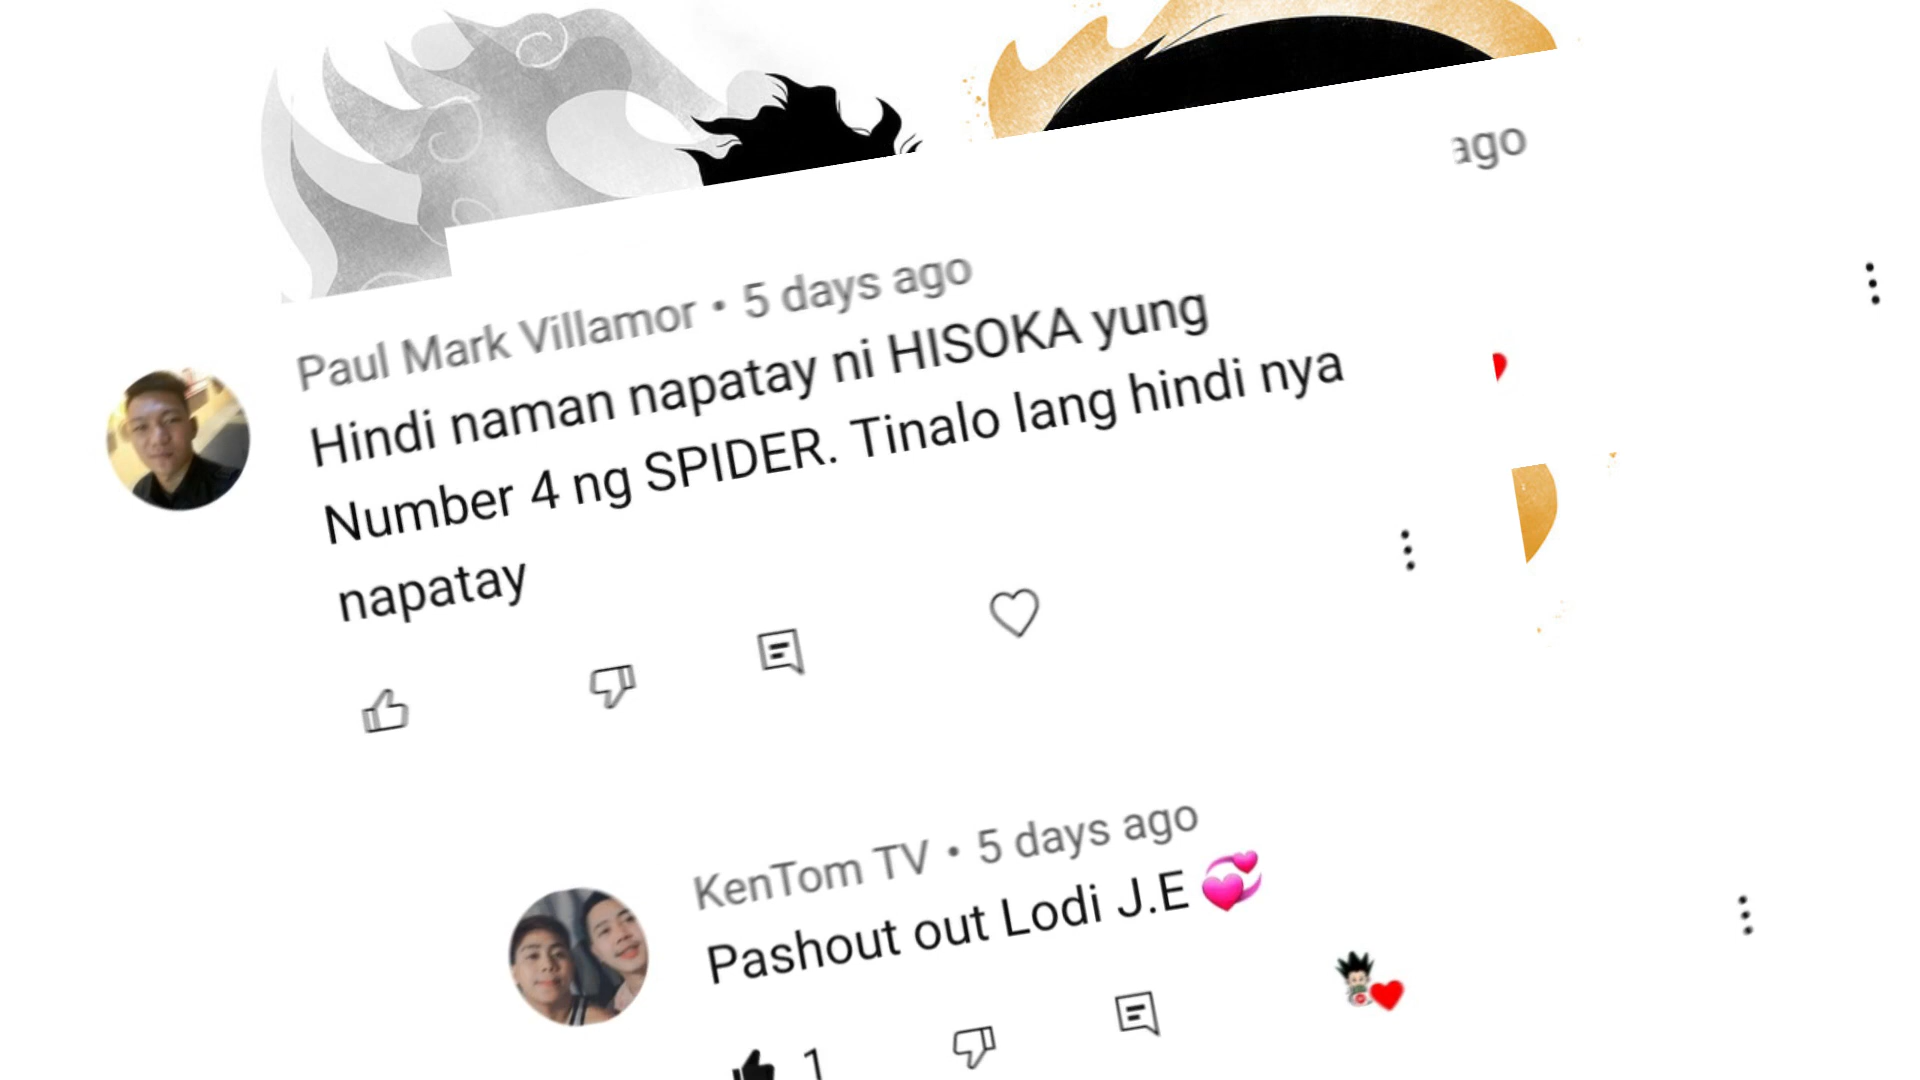 ago
Paul Mark Villamor • 5 days ago
Hindi naman napatay ni HISOKA yung
Number 4 ng SPIDER. Tinalo lang hindi nya
napatay
KenTom TV • 5 days ago
Pashout out Lodi J.E 💞
1